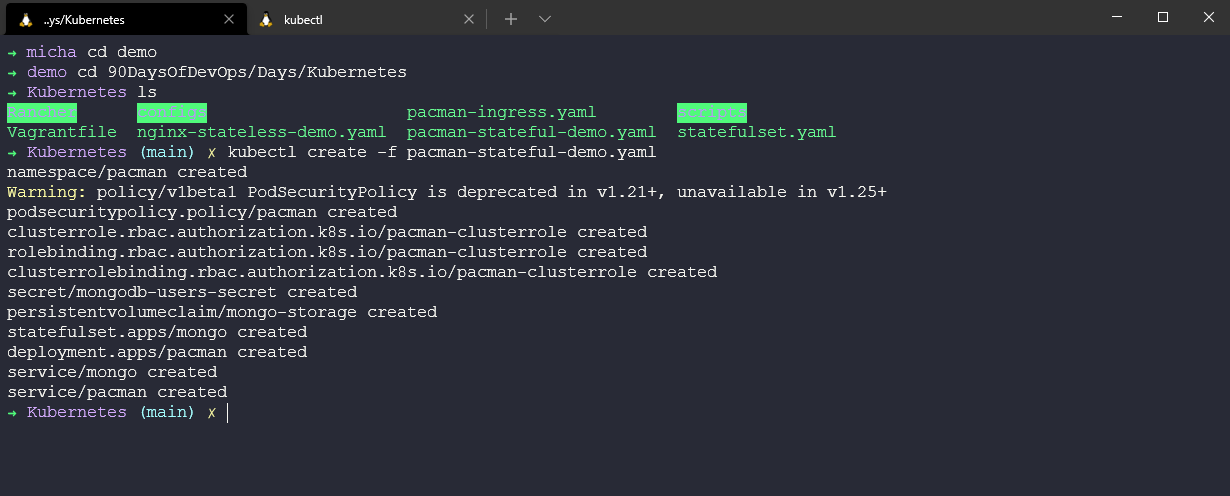 ..ys/Kubernetes
kubectl
→ micha cd demo
→ demo cd 90DaysOfDevOps/Days/Kubernetes
→ Kubernetes ls
Rancher configs pacman-ingress.yaml scripts
Vagrantfile nginx-stateless-demo.yaml pacman-stateful-demo.yaml statefulset.yaml
→ Kubernetes (main) ✗ kubectl create -f pacman-stateful-demo.yaml
namespace/pacman created
Warning: policy/v1beta1 PodSecurityPolicy is deprecated in v1.21+, unavailable in v1.25+
podsecuritypolicy.policy/pacman created
clusterrole.rbac.authorization.k8s.io/pacman-clusterrole created
rolebinding.rbac.authorization.k8s.io/pacman-clusterrole created
clusterrolebinding.rbac.authorization.k8s.io/pacman-clusterrole created
secret/mongodb-users-secret created
persistentvolumeclaim/mongo-storage created
statefulset.apps/mongo created
deployment.apps/pacman created
service/mongo created
service/pacman created
→ Kubernetes (main) ✗